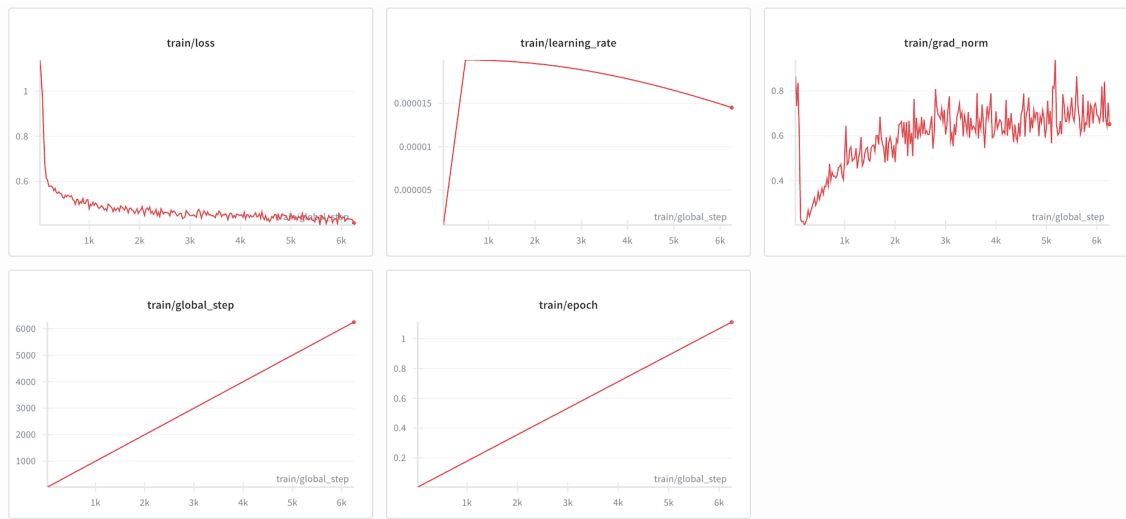 train/loss
1
0.8
0.6
train/global_step
1k
2k
3k
4k
5k
6k
train/learning_rate
0.000015
0.00001
0.000005
train/global_step
1k
2k
3k
4k
5k
6k
train/grad_norm
0.8
0.6
0.4
train/global_step
1k
2k
3k
4k
5k
6k
train/global_step
6000
5000
4000
3000
2000
1000
train/global_step
1k
2k
3k
4k
5k
6k
train/epoch
1
0.8
0.6
0.4
0.2
train/global_step
1k
2k
3k
4k
5k
6k